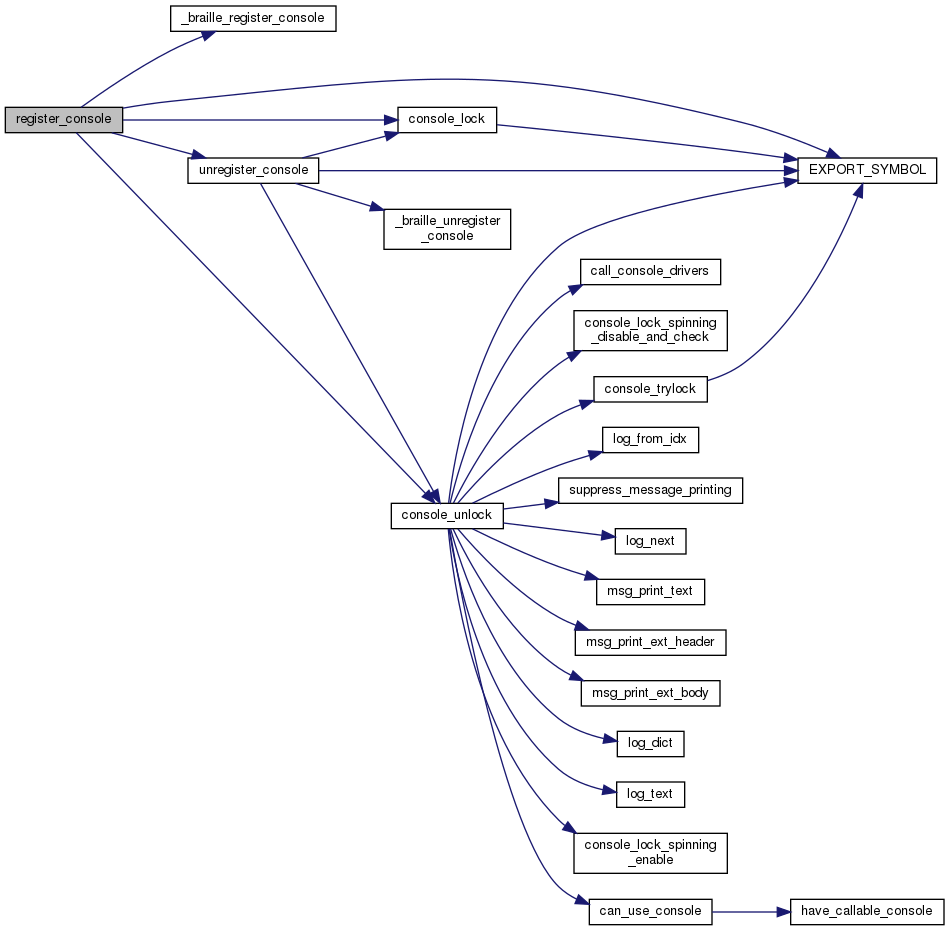 _braille_register_console
register_console
console_lock
unregister_console
EXPORT_SYMBOL
_braille_unregister
_console
call_console_drivers
console_lock_spinning
_disable_and_check
console_trylock
log_from_idx
suppress_message_printing
console_unlock
log_next
msg_print_text
msg_print_ext_header
msg_print_ext_body
log_dict
log_text
console_lock_spinning
_enable
can_use_console
have_callable_console